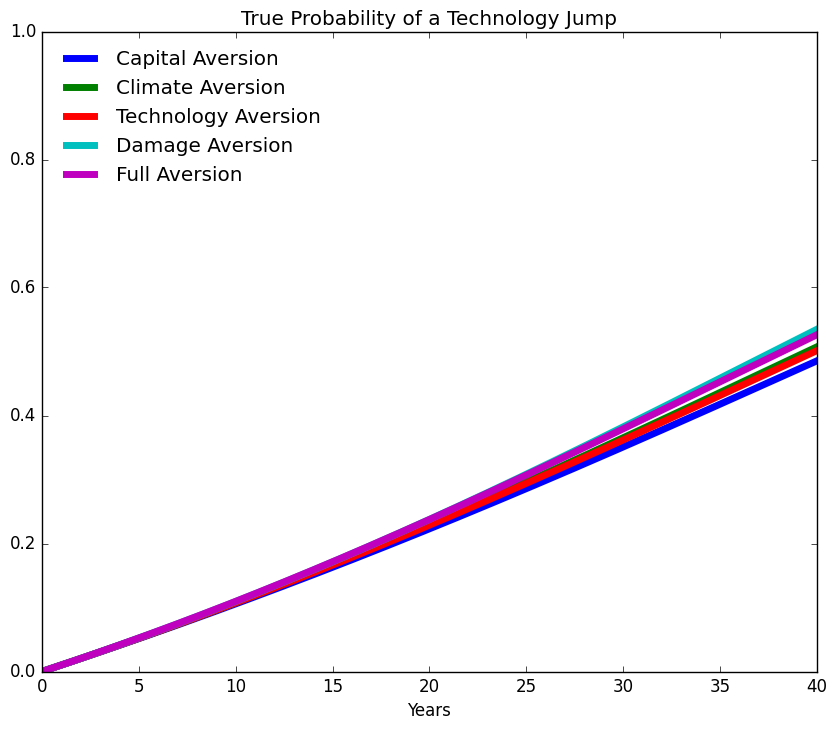 True Probability of a Technology Jump
1.0
Capital Aversion
Climate Aversion
Technology Aversion
Damage Aversion
Full Aversion
0.8
0.6
0.4
0.2
0.0
0 5 10 15 20 25 30 35 40
Years